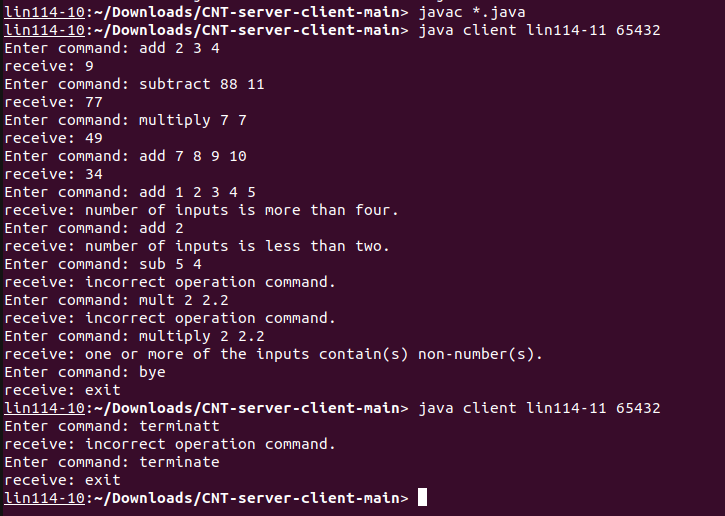 lin114-10:~/Downloads/CNT-server-client-main> javac *.java
lin114-10:~/Downloads/CNT-server-client-main> java client lin114-11 65432
Enter command: add 2 3 4
receive: 9
Enter command: subtract 88 11
receive: 77
Enter command: multiply 7 7
receive: 49
Enter command: add 7 8 9 10
receive: 34
Enter command: add 1 2 3 4 5
receive: number of inputs is more than four.
Enter command: add 2
receive: number of inputs is less than two.
Enter command: sub 5 4
receive: incorrect operation command.
Enter command: mult 2 2.2
receive: incorrect operation command.
Enter command: multiply 2 2.2
receive: one or more of the inputs contain(s) non-number(s).
Enter command: bye
receive: exit
lin114-10:~/Downloads/CNT-server-client-main> java client lin114-11 65432
Enter command: terminatt
receive: incorrect operation command.
Enter command: terminate
receive: exit
lin114-10:~/Downloads/CNT-server-client-main>